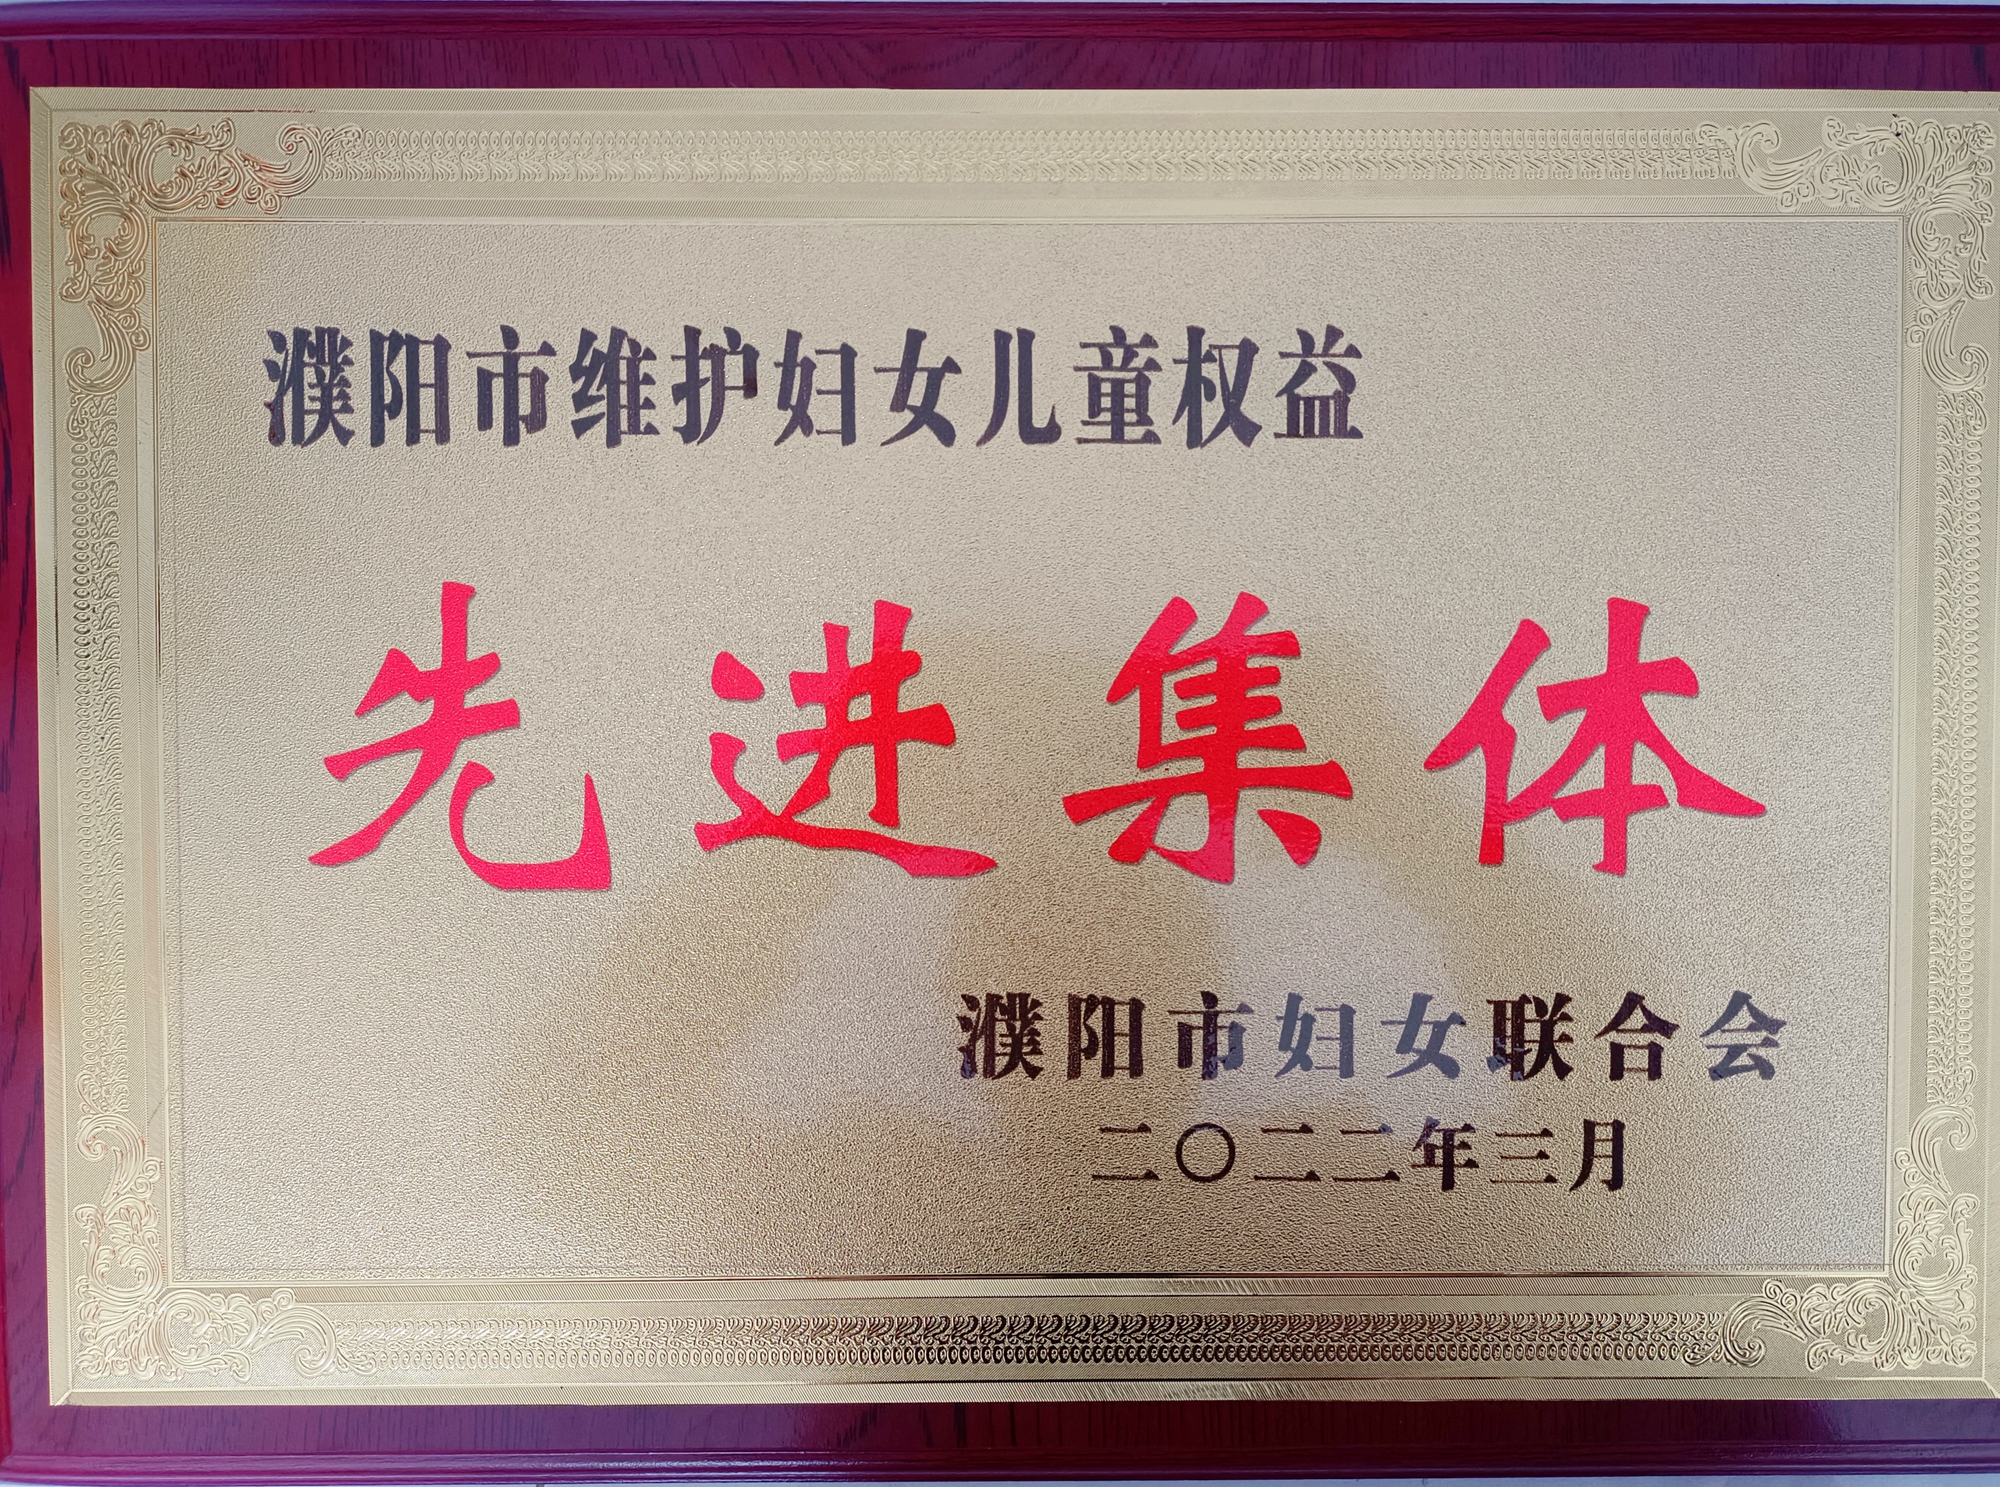 濮阳市维护妇女儿童权益
先进集体
濮阳市妇女联合会
二〇二二年三月